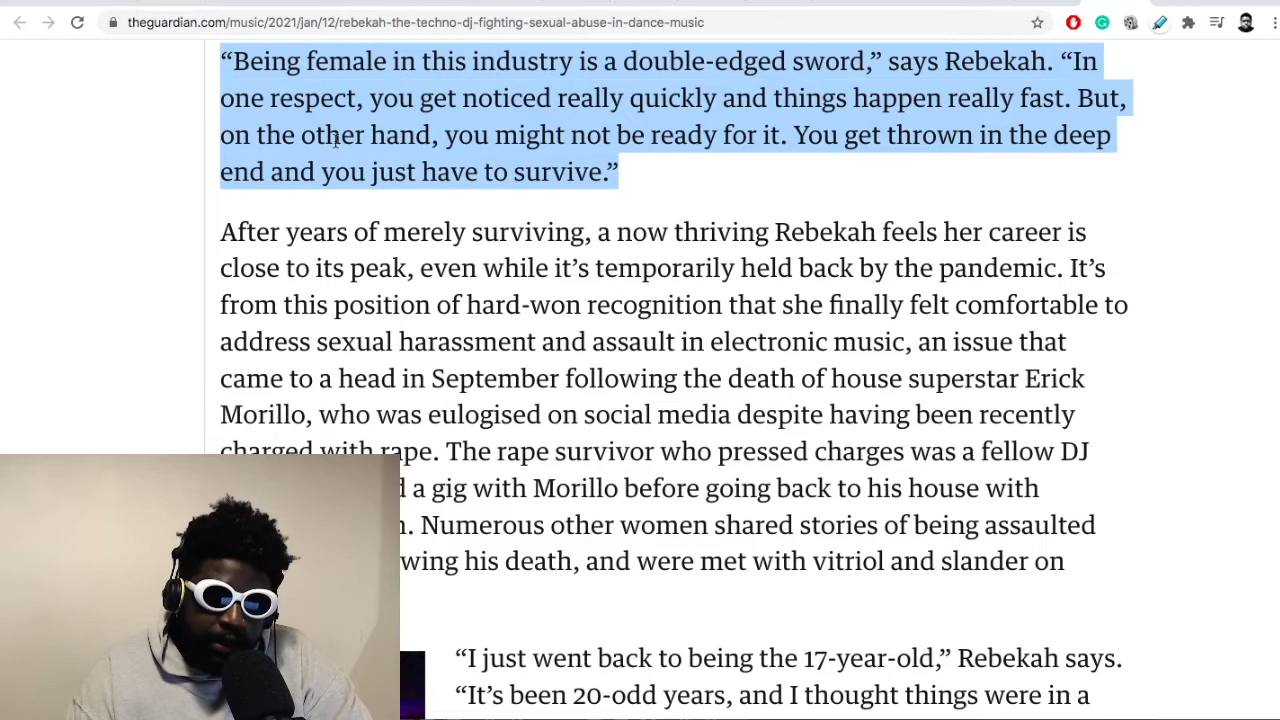 theguardian.com/music/2021/jan/12/rebekah-the-techno-dj-fighting-sexual-abuse-in-dance-music
“Being female in this industry is a double-edged sword,” says Rebekah. “In
one respect, you get noticed really quickly and things happen really fast. But,
on the other hand, you might not be ready for it. You get thrown in the deep
end and you just have to survive.”
After years of merely surviving, a now thriving Rebekah feels her career is
close to its peak, even while it’s temporarily held back by the pandemic. It’s
from this position of hard-won recognition that she finally felt comfortable to
address sexual harassment and assault in electronic music, an issue that
came to a head in September following the death of house superstar Erick
Morillo, who was eulogised on social media despite having been recently
charged with rape. The rape survivor who pressed charges was a fellow DJ
a gig with Morillo before going back to his house with
Numerous other women shared stories of being assaulted
his death, and were met with vitriol and slander on
“I just went back to being the 17-year-old,” Rebekah says.
“It’s been 20-odd years, and I thought things were in a